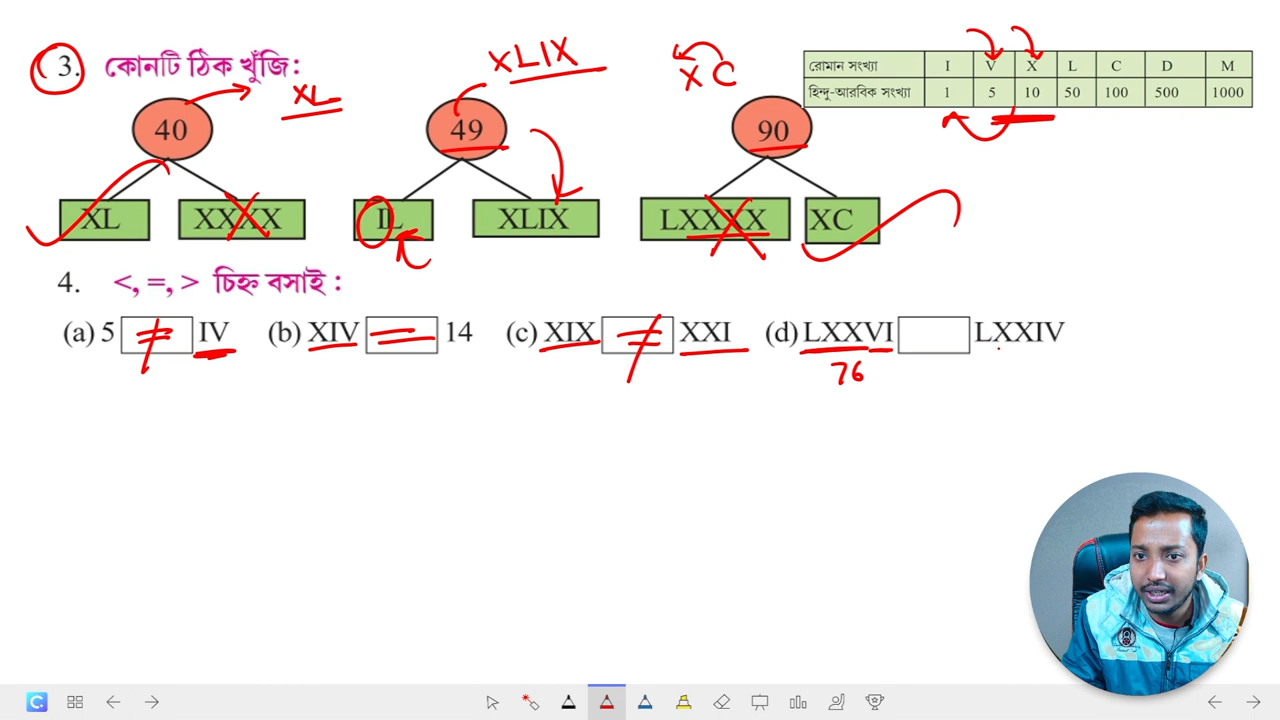 3. কোনটি ঠিক খুঁজি:
XL
XLIX
XC
রোমান সংখ্যা I V X L C D M
হিন্দু-আরবিক সংখ্যা 1 5 10 50 100 500 1000
40 49 90
XL XXXX IL XLIX LXXXX XC
4. <, =, > চিহ্ন বসাই :
(a) 5 ≠ IV (b) XIV = 14 (c) XIX ≠ XXI (d) LXXVI LXXIV
76